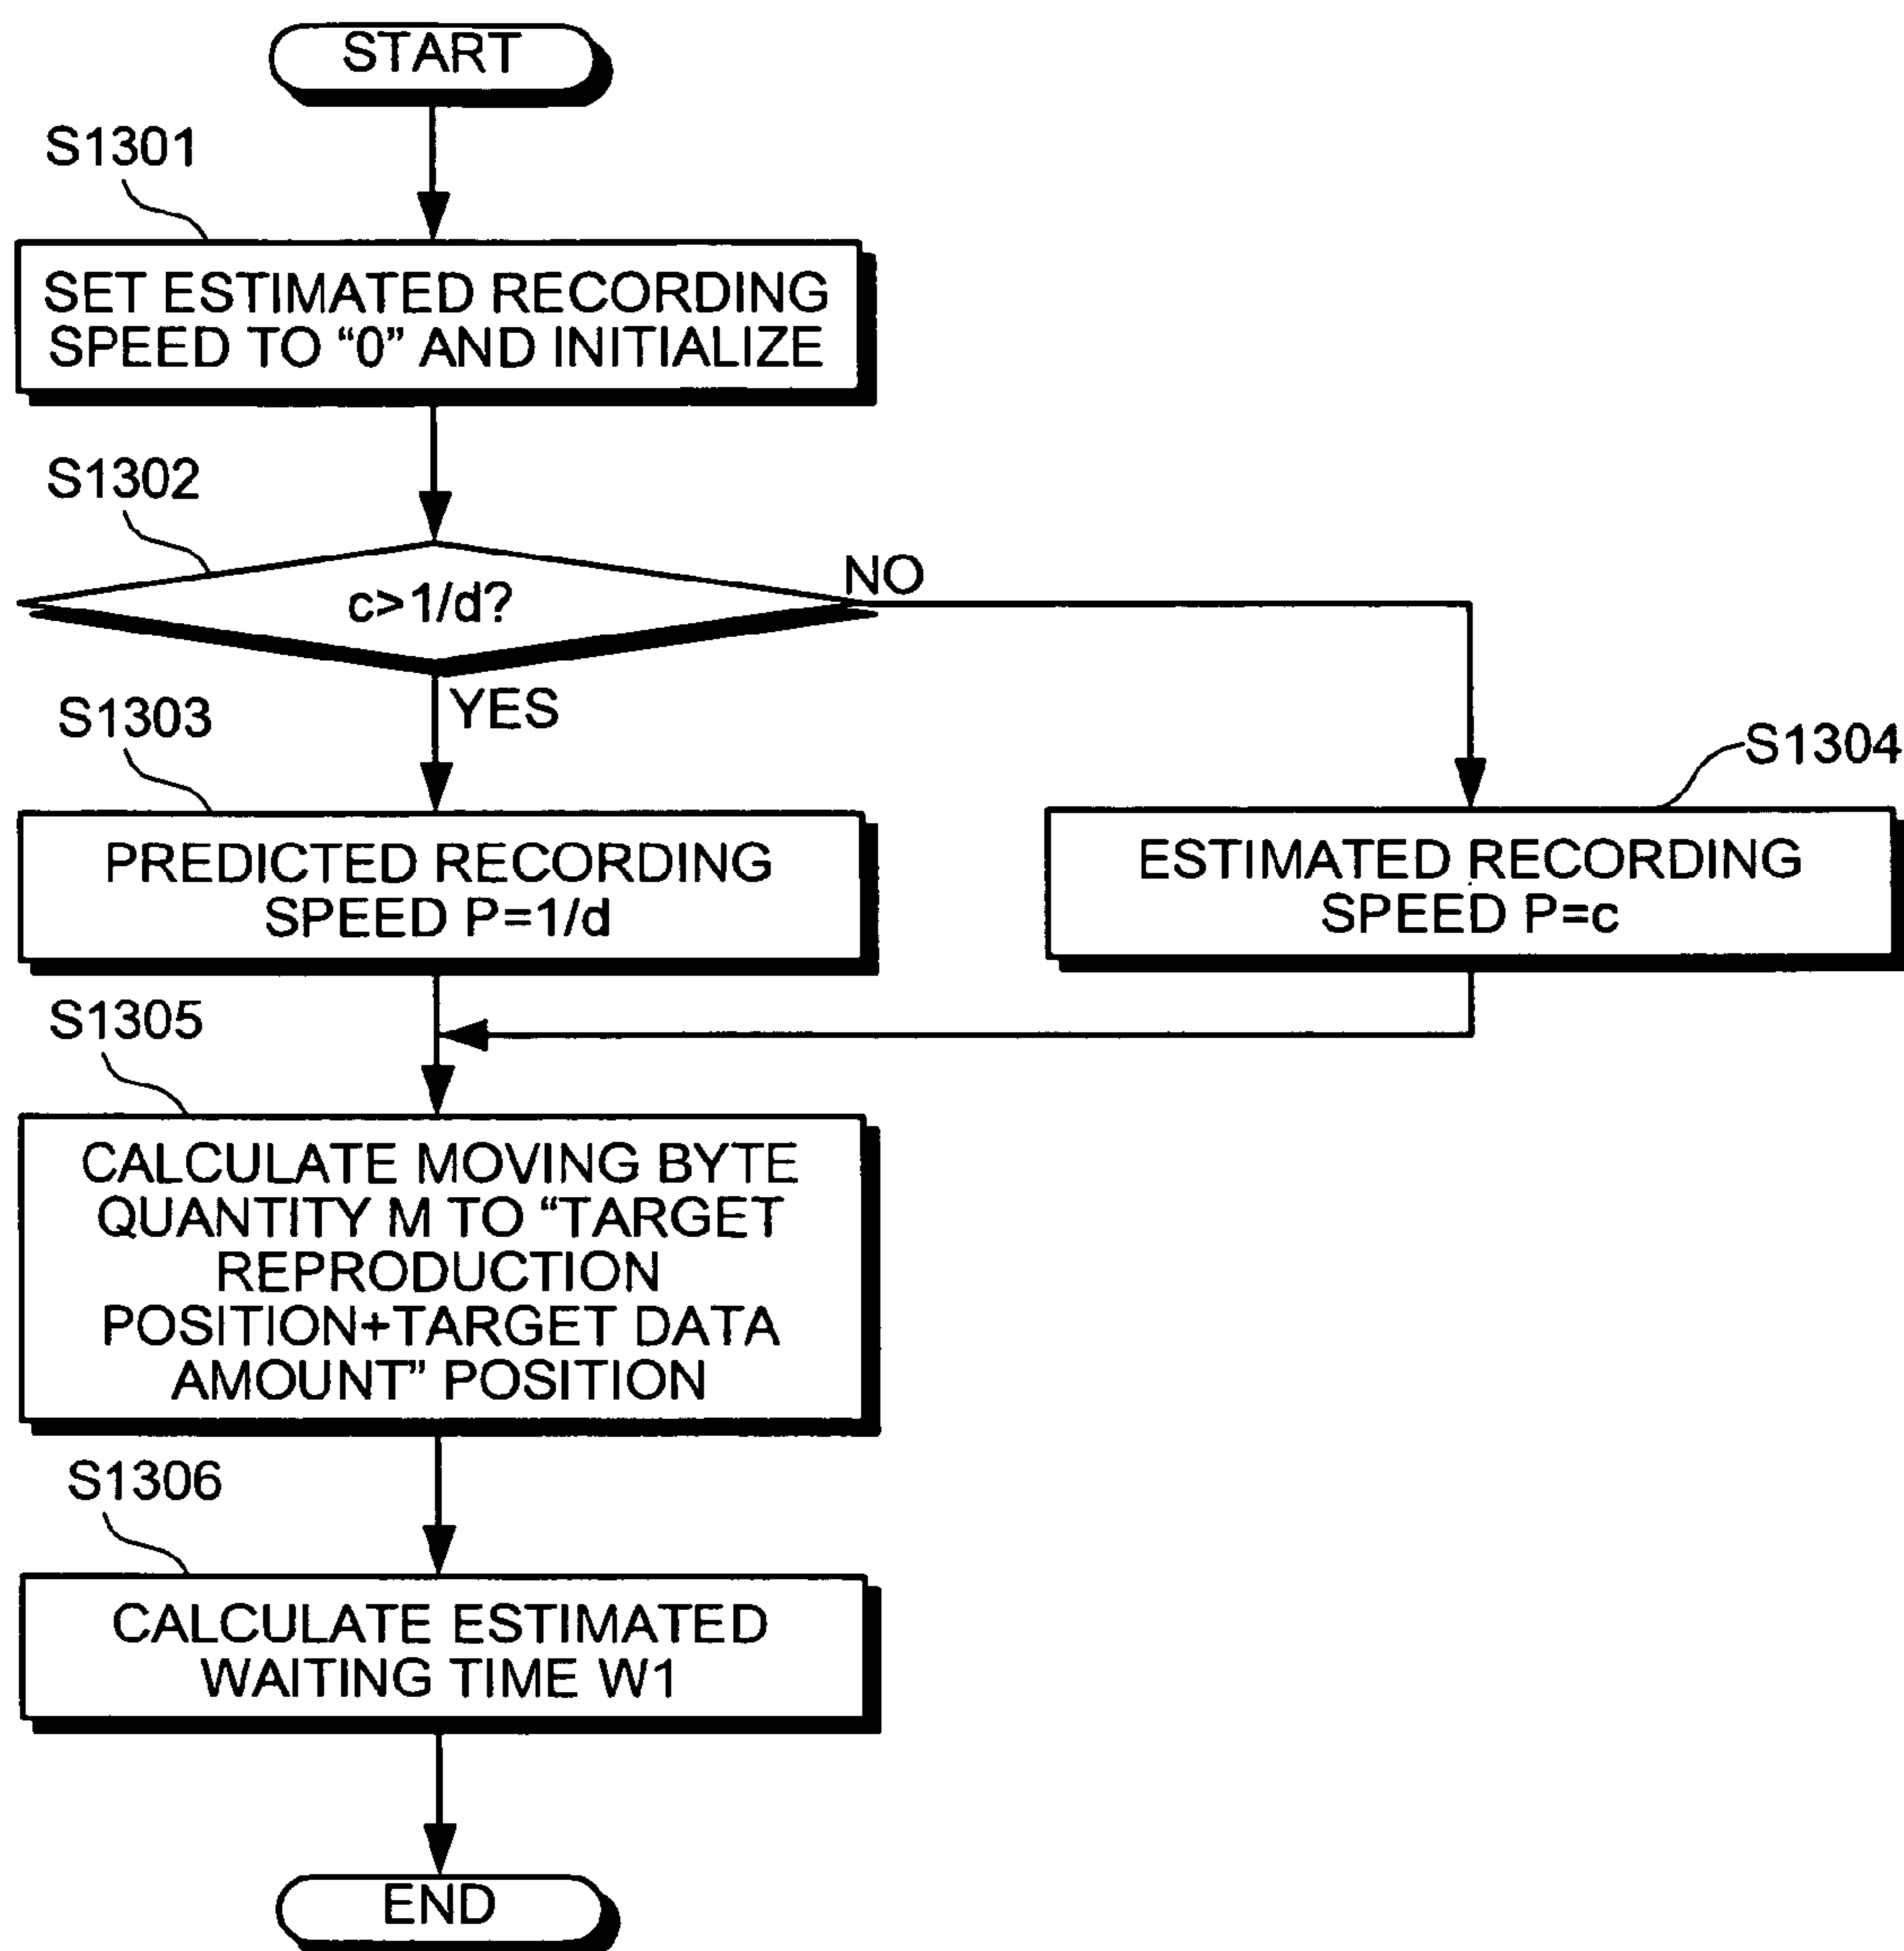 START
S1301
SET ESTIMATED RECORDING
SPEED TO “0” AND INITIALIZE
S1302
c>1/d?
NO
YES
S1303
PREDICTED RECORDING
SPEED P=1/d
S1304
ESTIMATED RECORDING
SPEED P=c
S1305
CALCULATE MOVING BYTE
QUANTITY M TO “TARGET
REPRODUCTION
POSITION+TARGET DATA
AMOUNT” POSITION
S1306
CALCULATE ESTIMATED
WAITING TIME W1
END